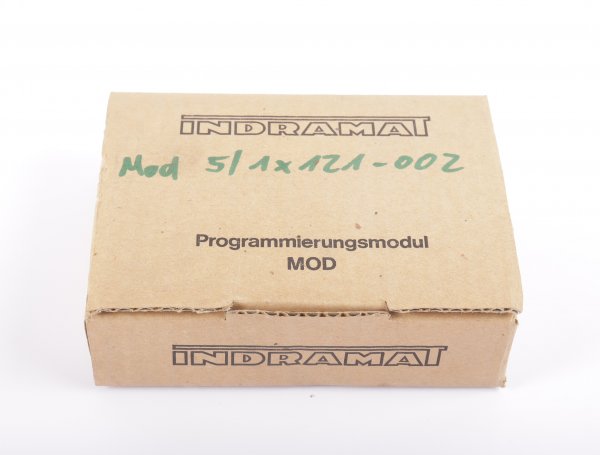 INDRAMAT
Mod 5/1x121-002
Programmierungsmodul
MOD
INDRAMAT